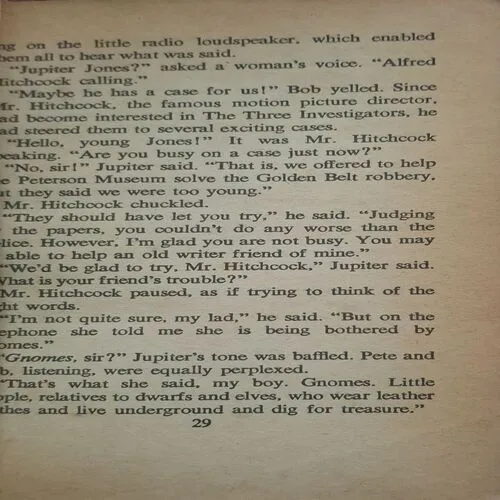 ng on the little radio loudspeaker, which enabled
hem all to hear what was said.
"Jupiter Jones?" asked a woman's voice. "Alfred
Hitchcock calling."
"Maybe he has a case for us!" Bob yelled. Since
Mr. Hitchcock, the famous motion picture director,
ad become interested in The Three Investigators, he
ad steered them to several exciting cases.
"Hello, young Jones!" It was Mr. Hitchcock
peaking. "Are you busy on a case just now?"
"No, sir!" Jupiter said. "That is, we offered to help
e Peterson Museum solve the Golden Belt robbery,
ut they said we were too young."
Mr. Hitchcock chuckled.
"They should have let you try," he said. "Judging
the papers, you couldn't do any worse than the
lice. However, I'm glad you are not busy. You may
able to help an old writer friend of mine."
"We'd be glad to try, Mr. Hitchcock," Jupiter said.
What is your friend's trouble?"
Mr. Hitchcock paused, as if trying to think of the
ght words.
"I'm not quite sure, my lad," he said. "But on the
ephone she told me she is being bothered by
omes."
"Gnomes, sir?" Jupiter's tone was baffled. Pete and
b, listening, were equally perplexed.
"That's what she said, my boy. Gnomes. Little
ople, relatives to dwarfs and elves, who wear leather
thes and live underground and dig for treasure."
29